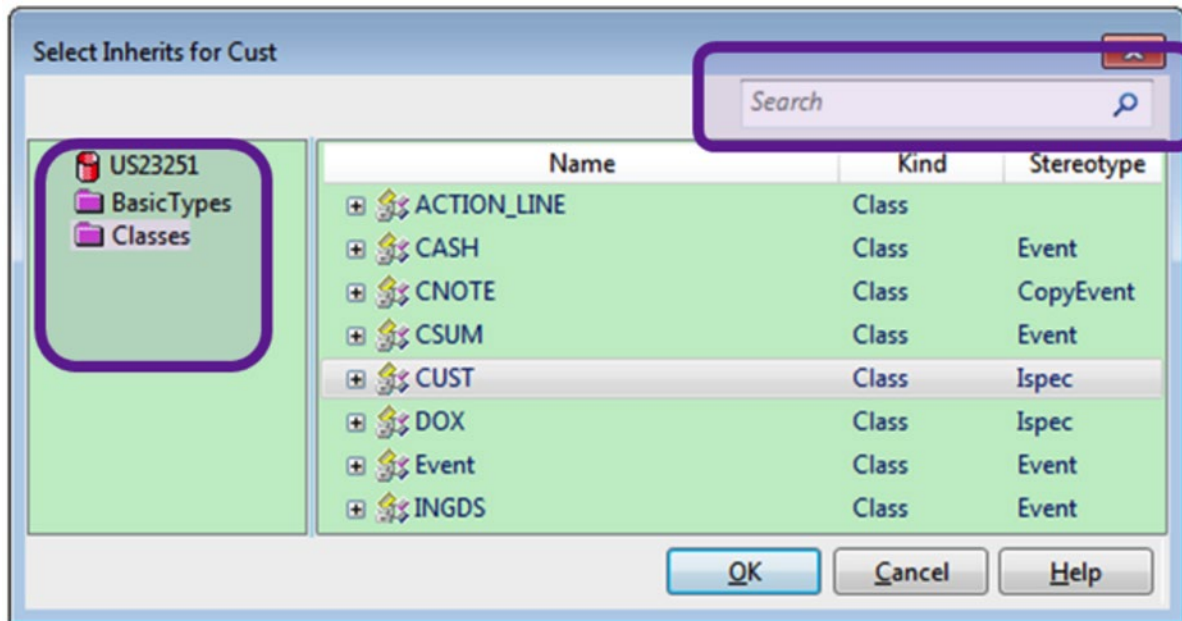 Select Inherits for Cust
Search
US23251
BasicTypes
Classes
Name Kind Stereotype
ACTION_LINE Class
CASH Class Event
CNOTE Class CopyEvent
CSUM Class Event
CUST Class Ispec
DOX Class Ispec
Event Class Event
INGDS Class Event
OK Cancel Help